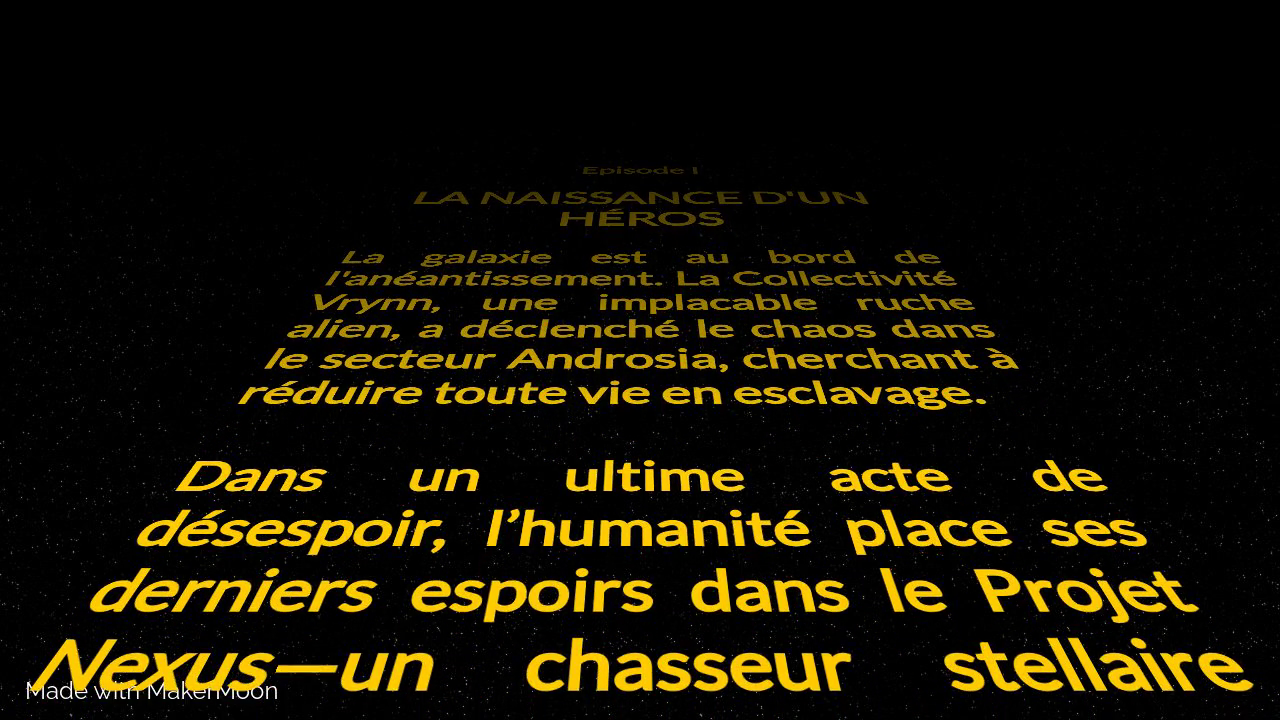 Episode I
LA NAISSANCE D'UN
HÉROS
La galaxie est au bord de
l'anéantissement. La Collectivité
Vrynn, une implacable ruche
alien, a déclenché le chaos dans
le secteur Androsia, cherchant à
réduire toute vie en esclavage.
Dans un ultime acte de
désespoir, l’humanité place ses
derniers espoirs dans le Projet
Nexus—un chasseur stellaire
Made with MakerMoon